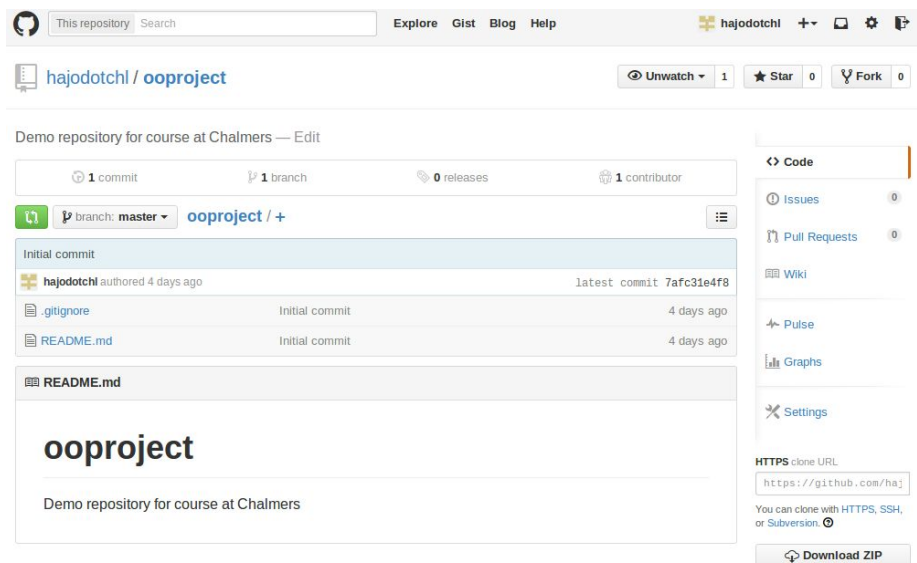 This repository Search Explore Gist Blog Help hajodotchl
hajodotchl / ooproject Unwatch 1 Star 0 Fork 0
Demo repository for course at Chalmers — Edit
1 commit 1 branch 0 releases 1 contributor
branch: master ooproject / +
Initial commit
hajodotchl authored 4 days ago latest commit 7afc31e4f8
.gitignore Initial commit 4 days ago
README.md Initial commit 4 days ago
README.md
ooproject
Demo repository for course at Chalmers
Code
Issues 0
Pull Requests 0
Wiki
Pulse
Graphs
Settings
HTTPS clone URL
https://github.com/haj
You can clone with HTTPS, SSH,
or Subversion.
Download ZIP